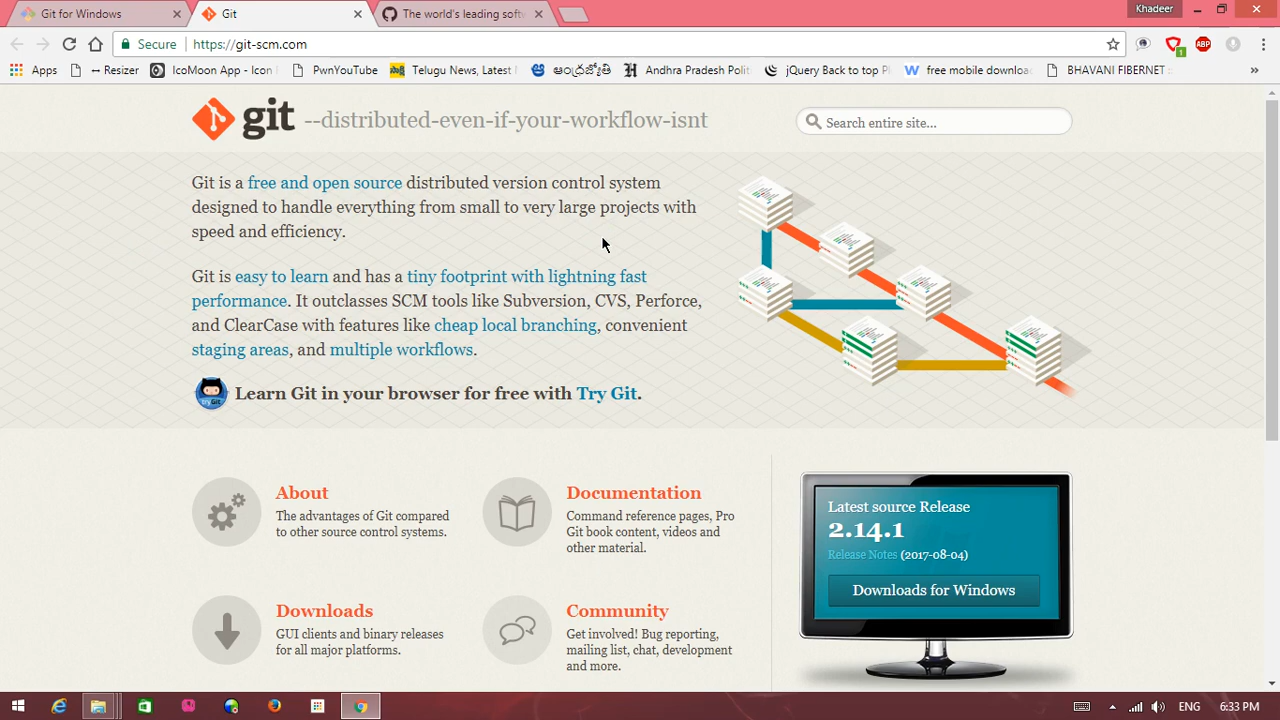 Git for Windows
Git
The world's leading softw
Khadeer
Secure
https://git-scm.com
1
ABP
Apps
Resizer
IcoMoon App - Icon
PwnYouTube
Telugu News, Latest
ఆంధ్రజ్యోతి
Andhra Pradesh Polit
jQuery Back to top P
free mobile downloa
BHAVANI FIBERNET
git --distributed-even-if-your-workflow-isnt
Search entire site...
Git is a free and open source distributed version control system
designed to handle everything from small to very large projects with
speed and efficiency.
Git is easy to learn and has a tiny footprint with lightning fast
performance. It outclasses SCM tools like Subversion, CVS, Perforce,
and ClearCase with features like cheap local branching, convenient
staging areas, and multiple workflows.
Learn Git in your browser for free with Try Git.
About
The advantages of Git compared
to other source control systems.
Documentation
Command reference pages, Pro
Git book content, videos and
other material.
Downloads
GUI clients and binary releases
for all major platforms.
Community
Get involved! Bug reporting,
mailing list, chat, development
and more.
Latest source Release
2.14.1
Release Notes (2017-08-04)
Downloads for Windows
ENG
6:33 PM